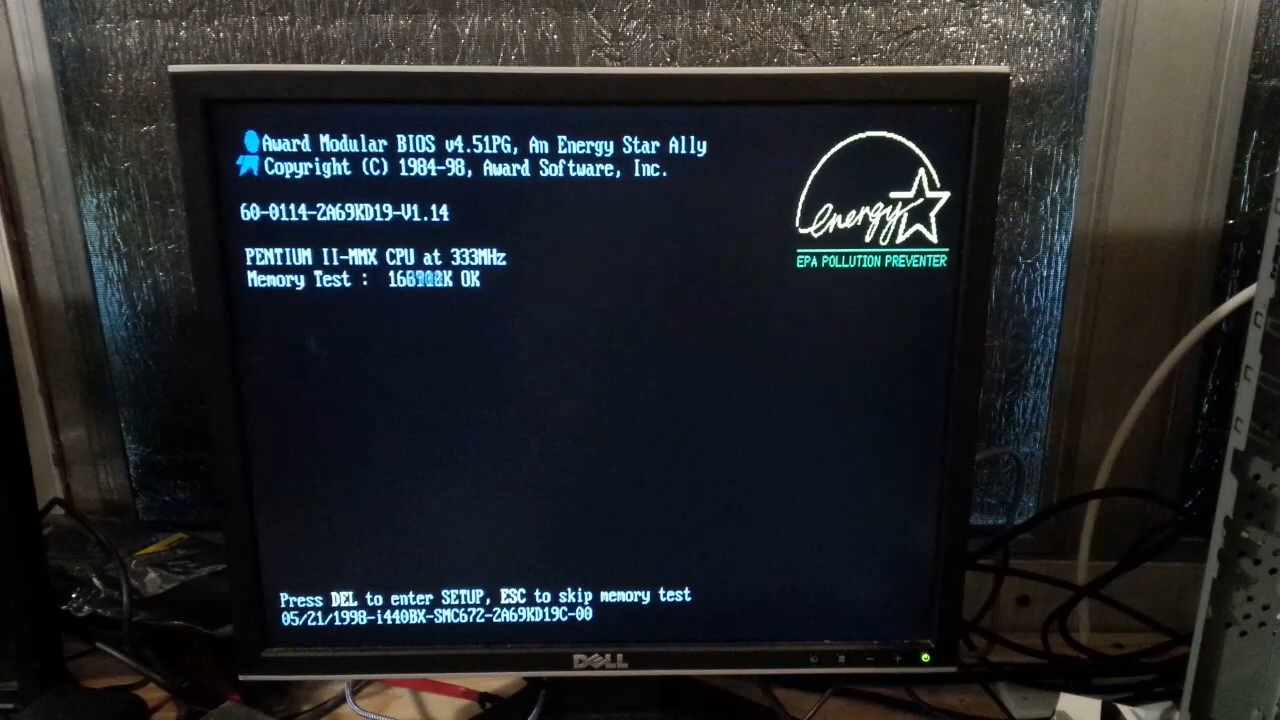 Award Modular BIOS v4.51PG, An Energy Star Ally
Copyright (C) 1984-98, Award Software, Inc.
60-0114-2A69KD19-V1.14
PENTIUM II-MMX CPU at 333MHz
Memory Test : OK
energy
EPA POLLUTION PREVENTER
Press DEL to enter SETUP, ESC to skip memory test
05/21/1998-i440BX-SMC672-2A69KD19C-00
DELL